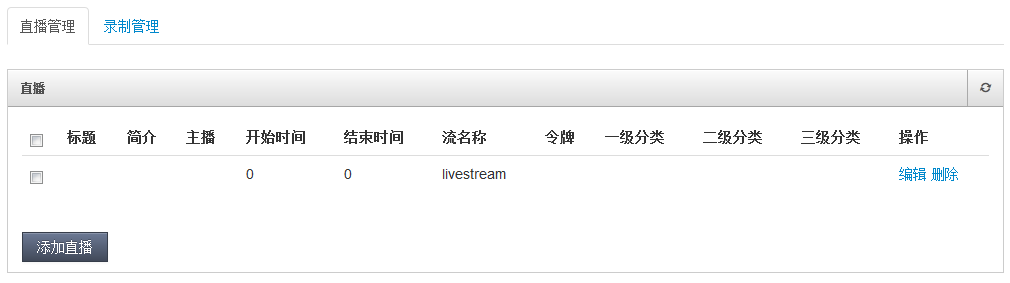 直播管理 录制管理
直播
标题 简介 主播 开始时间 结束时间 流名称 令牌 一级分类 二级分类 三级分类 操作
0 0 livestream 编辑 删除
添加直播